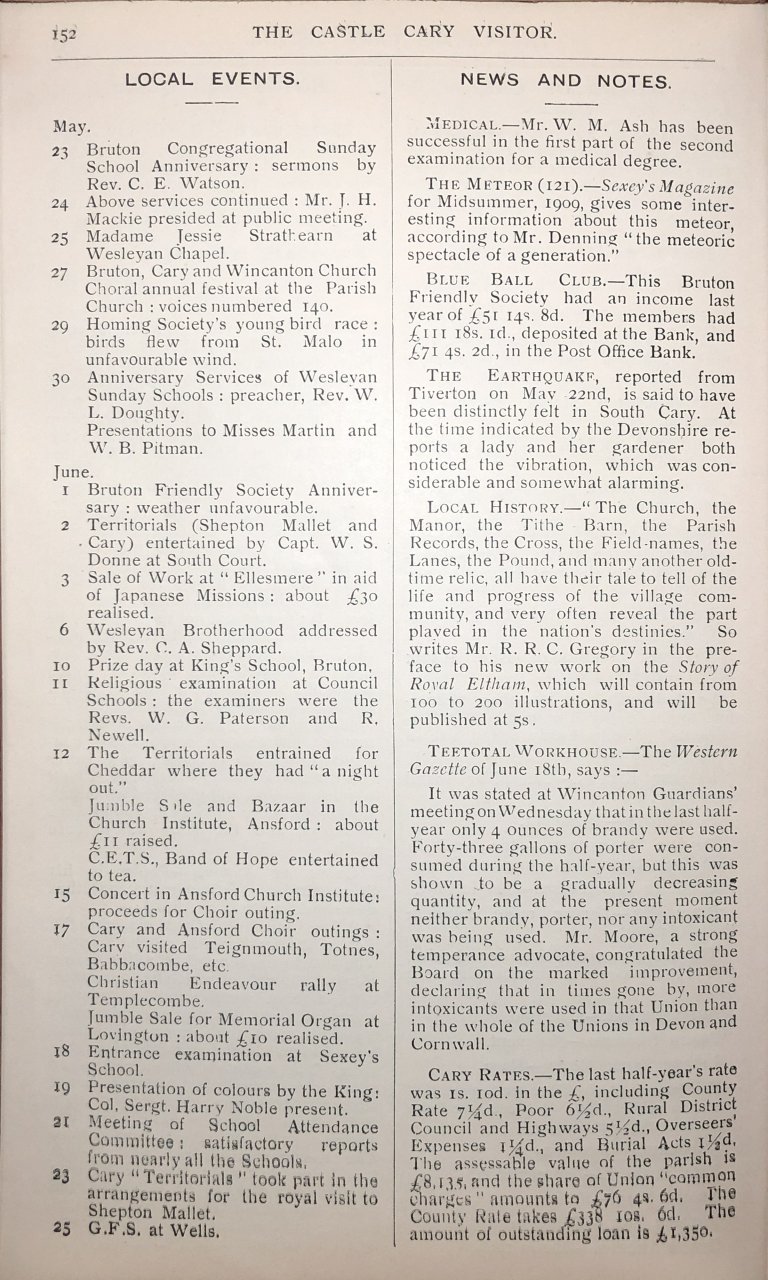 152
THE CASTLE CARY VISITOR.
LOCAL EVENTS.
May.
23 Bruton Congregational Sunday
School Anniversary : sermons by
Rev. C. E. Watson.
24 Above services continued : Mr. J. H.
Mackie presided at public meeting.
25 Madame Jessie Strathearn at
Wesleyan Chapel.
27 Bruton, Cary and Wincanton Church
Choral annual festival at the Parish
Church : voices numbered 140.
29 Homing Society's young bird race :
birds flew from St. Malo in
unfavourable wind.
30 Anniversary Services of Wesleyan
Sunday Schools : preacher, Rev. W.
L. Doughty.
Presentations to Misses Martin and
W. B. Pitman.
June.
1 Bruton Friendly Society Anniver-
sary : weather unfavourable.
2 Territorials (Shepton Mallet and
Cary) entertained by Capt. W. S.
Donne at South Court.
3 Sale of Work at "Ellesmere" in aid
of Japanese Missions : about £30
realised.
6 Wesleyan Brotherhood addressed
by Rev. C. A. Sheppard.
10 Prize day at King's School, Bruton.
11 Religious examination at Council
Schools : the examiners were the
Revs. W. G. Paterson and R.
Newell.
12 The Territorials entrained for
Cheddar where they had "a night
out."
Jumble Sale and Bazaar in the
Church Institute, Ansford : about
£11 raised.
C.E.T.S., Band of Hope entertained
to tea.
15 Concert in Ansford Church Institute:
proceeds for Choir outing.
17 Cary and Ansford Choir outings :
Cary visited Teignmouth, Totnes,
Babbacombe, etc.
Christian Endeavour rally at
Templecombe.
Jumble Sale for Memorial Organ at
Lovington : about £10 realised.
18 Entrance examination at Sexey's
School.
19 Presentation of colours by the King:
Col. Sergt. Harry Noble present.
21 Meeting of School Attendance
Committee : satisfactory reports
from nearly all the Schools.
23 Cary "Territorials" took part in the
arrangements for the royal visit to
Shepton Mallet.
25 G.F.S. at Wells.
NEWS AND NOTES.
MEDICAL.—Mr. W. M. Ash has been
successful in the first part of the second
examination for a medical degree.
THE METEOR (121).—Sexey's Magazine
for Midsummer, 1909, gives some inter-
esting information about this meteor,
according to Mr. Denning "the meteoric
spectacle of a generation."
BLUE BALL CLUB.—This Bruton
Friendly Society had an income last
year of £51 14s. 8d. The members had
£111 18s. 1d., deposited at the Bank, and
£71 4s. 2d., in the Post Office Bank.
THE EARTHQUAKE, reported from
Tiverton on May 22nd, is said to have
been distinctly felt in South Cary. At
the time indicated by the Devonshire re-
ports a lady and her gardener both
noticed the vibration, which was con-
siderable and somewhat alarming.
LOCAL HISTORY.—"The Church, the
Manor, the Tithe Barn, the Parish
Records, the Cross, the Field-names, the
Lanes, the Pound, and many another old-
time relic, all have their tale to tell of the
life and progress of the village com-
munity, and very often reveal the part
played in the nation's destinies." So
writes Mr. R. R. C. Gregory in the pre-
face to his new work on the Story of
Royal Eltham, which will contain from
100 to 200 illustrations, and will be
published at 5s.
TEETOTAL WORKHOUSE.—The Western
Gazette of June 18th, says :—
It was stated at Wincanton Guardians'
meeting on Wednesday that in the last half-
year only 4 ounces of brandy were used.
Forty-three gallons of porter were con-
sumed during the half-year, but this was
shown to be a gradually decreasing
quantity, and at the present moment
neither brandy, porter, nor any intoxicant
was being used. Mr. Moore, a strong
temperance advocate, congratulated the
Board on the marked improvement,
declaring that in times gone by, more
intoxicants were used in that Union than
in the whole of the Unions in Devon and
Cornwall.
CARY RATES.—The last half-year's rate
was 1s. 10d. in the £, including County
Rate 7¼d., Poor 6½d., Rural District
Council and Highways 5½d., Overseers'
Expenses 1¼d., and Burial Acts 1½d.
The assessable value of the parish is
£8,135, and the share of Union "common
charges" amounts to £76 4s. 6d. The
County Rate takes £338 10s. 6d. The
amount of outstanding loan is £1,350.